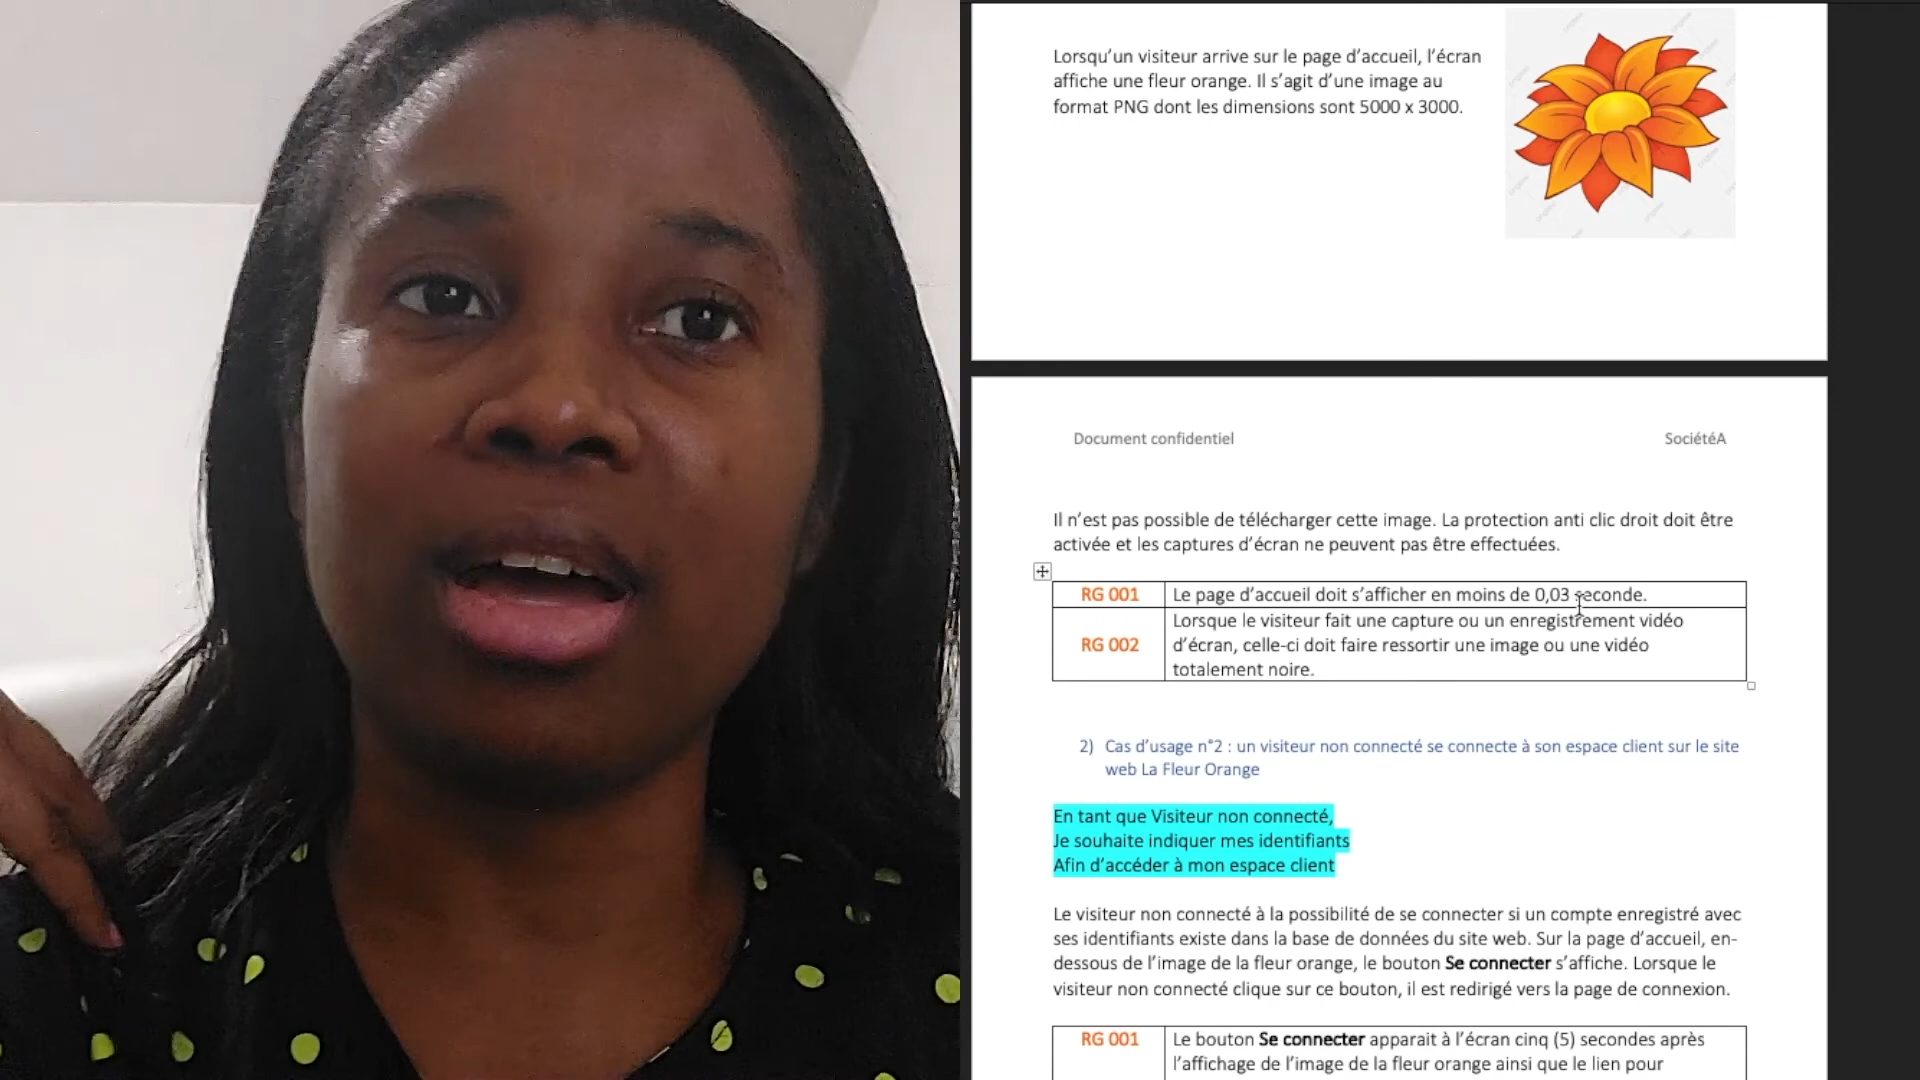 Lorsqu'un visiteur arrive sur le page d'accueil, l'écran
affiche une fleur orange. Il s'agit d'une image au
format PNG dont les dimensions sont 5000 x 3000.
Document confidentiel
SociétéA
Il n'est pas possible de télécharger cette image. La protection anti clic droit doit être
activée et les captures d'écran ne peuvent pas être effectuées.
RG 001
Le page d'accueil doit s'afficher en moins de 0,03 seconde.
RG 002
Lorsque le visiteur fait une capture ou un enregistrement vidéo
d'écran, celle-ci doit faire ressortir une image ou une vidéo
totalement noire.
2) Cas d'usage n°2 : un visiteur non connecté se connecte à son espace client sur le site
web La Fleur Orange
En tant que Visiteur non connecté,
Je souhaite indiquer mes identifiants
Afin d'accéder à mon espace client
Le visiteur non connecté à la possibilité de se connecter si un compte enregistré avec
ses identifiants existe dans la base de données du site web. Sur la page d'accueil, en-
dessous de l'image de la fleur orange, le bouton Se connecter s'affiche. Lorsque le
visiteur non connecté clique sur ce bouton, il est redirigé vers la page de connexion.
RG 001
Le bouton Se connecter apparait à l'écran cinq (5) secondes après
l'affichage de l'image de la fleur orange ainsi que le lien pour